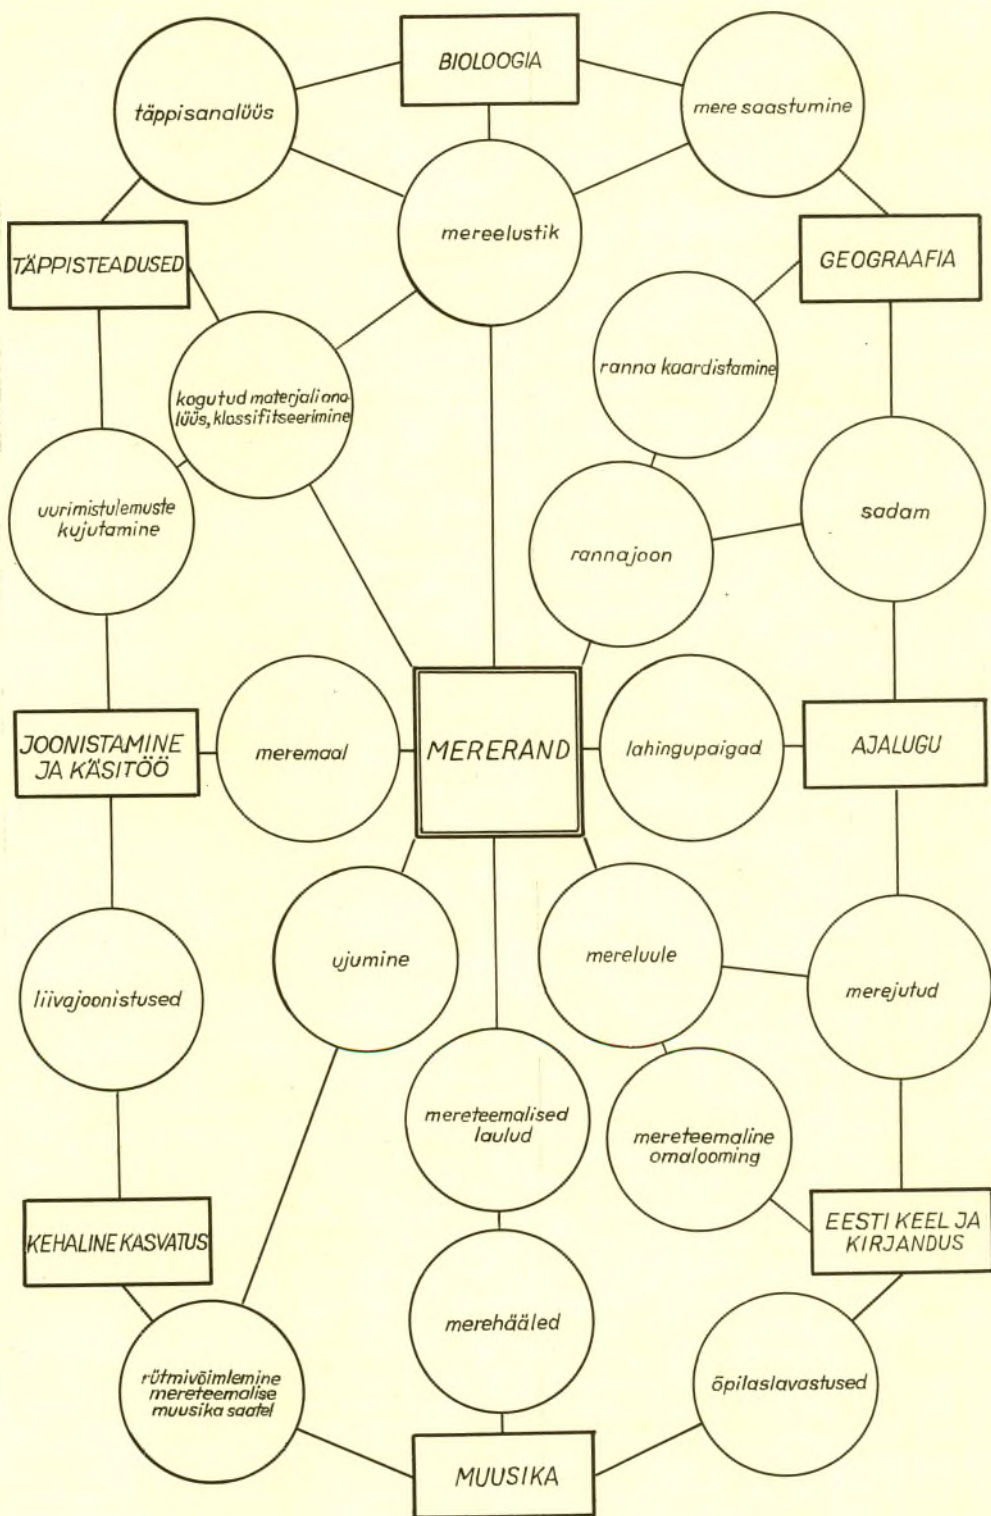 BIOLOOGIA
täppisanalüüs
mere saastumine
mereelustik
TÄPPISTEADUSED
GEOGRAAFIA
ranna kaardistamine
kogutud materjali ana-
lüüs, klassifitseerimine
uurimistulemuste
kujutamine
sadam
rannajoon
JOONISTAMINE
JA KÄSITÖÖ
meremaal
MERERAND
lahingupaigad
AJALUGU
ujumine
mereluule
liivajoonistused
merejutud
mereteemalised
laulud
mereteemaline
omalooming
KEHALINE KASVATUS
EESTI KEEL JA
KIRJANDUS
merehääled
rütmivõimlemine
mereteemalise
muusika saatel
õpilaslavastused
MUUSIKA